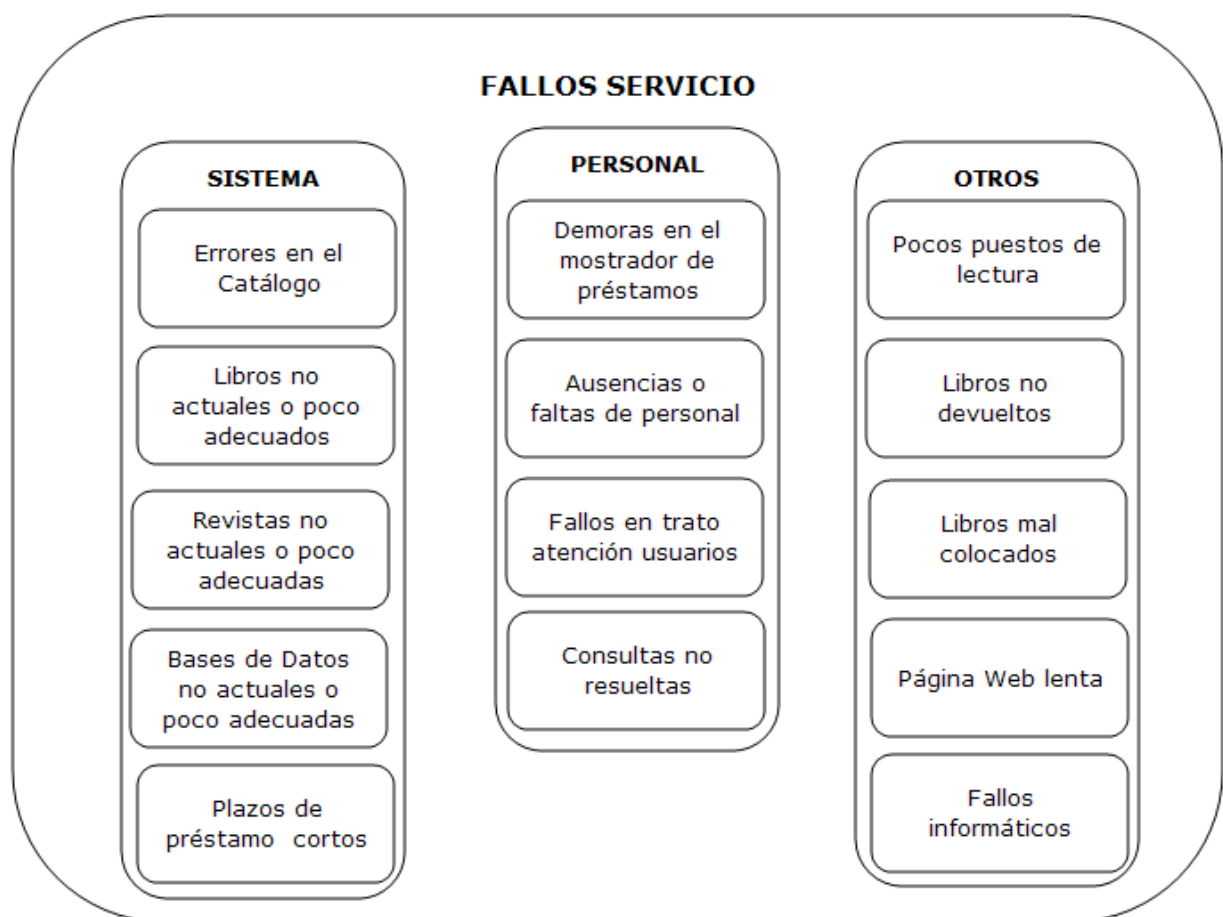 FALLOS SERVICIO
SISTEMA
Errores en el
Catálogo
Libros no
actuales o poco
adecuados
Revistas no
actuales o poco
adecuadas
Bases de Datos
no actuales o
poco adecuadas
Plazos de
préstamo cortos
PERSONAL
Demoras en el
mostrador de
préstamos
Ausencias o
faltas de personal
Fallos en trato
atención usuarios
Consultas no
resueltas
OTROS
Pocos puestos de
lectura
Libros no
devueltos
Libros mal
colocados
Página Web lenta
Fallos
informáticos